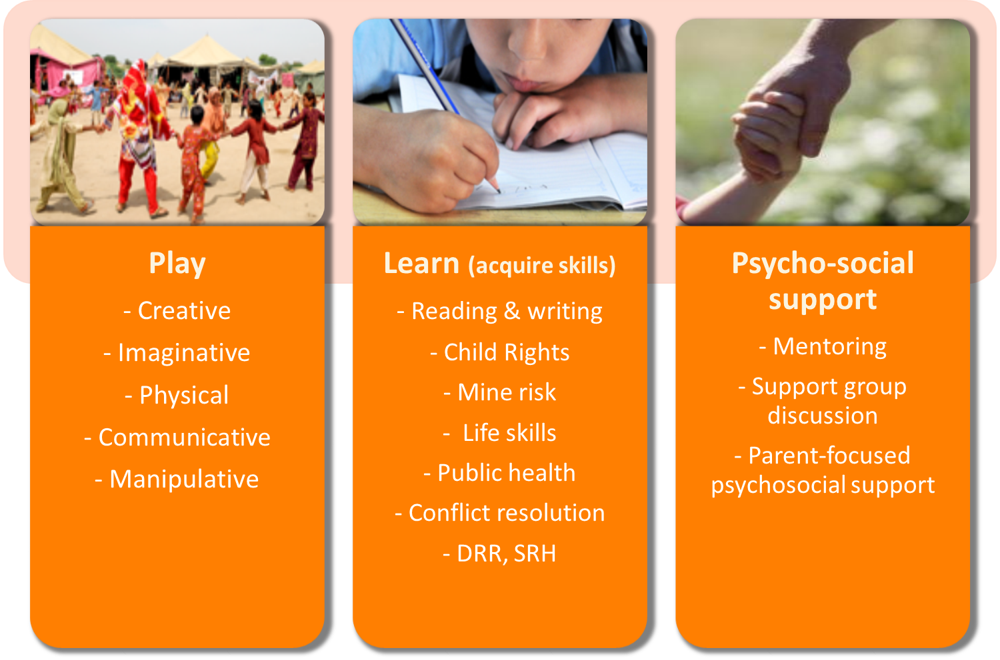 Play
- Creative
- Imaginative
- Physical
- Communicative
- Manipulative
Learn (acquire skills)
- Reading & writing
- Child Rights
- Mine risk
- Life skills
- Public health
- Conflict resolution
- DRR, SRH
Psycho-social
support
- Mentoring
- Support group
discussion
- Parent-focused
psychosocial support